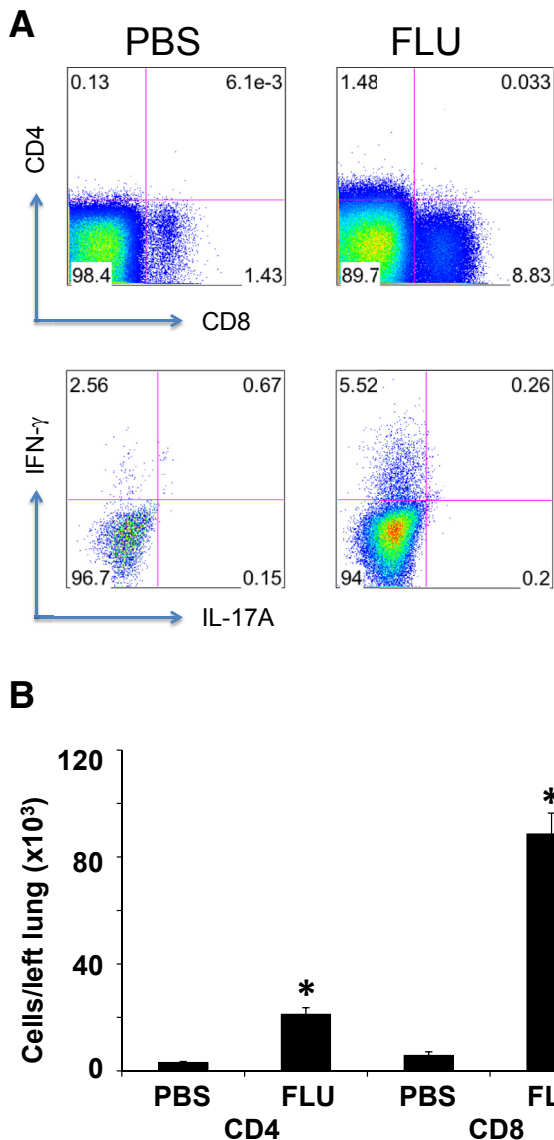 A
PBS FLU
0.13 6.1e-3 1.48 0.033
CD4
98.4 1.43 89.7 8.83
CD8
2.56 0.67 5.52 0.26
IFN-γ
96.7 0.15 94 0.2
IL-17A
B
120
80
40
0
Cells/left lung (x10³)
* *
PBS FLU PBS FL
CD4 CD8